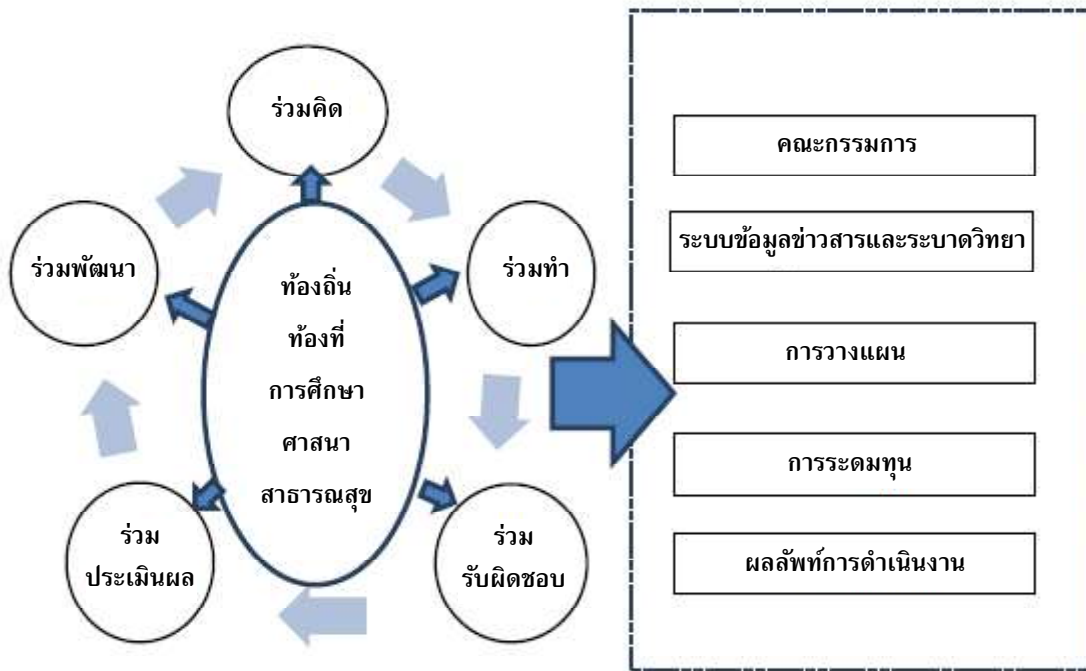 ร่วมคิด
ร่วมทำ
ร่วม
รับผิดชอบ
ร่วม
ประเมินผล
ร่วมพัฒนา
ท้องถิ่น
ท้องที่
การศึกษา
ศาสนา
สาธารณสุข
คณะกรรมการ
ระบบข้อมูลข่าวสารและระบาดวิทยา
การวางแผน
การระดมทุน
ผลลัพท์การดำเนินงาน